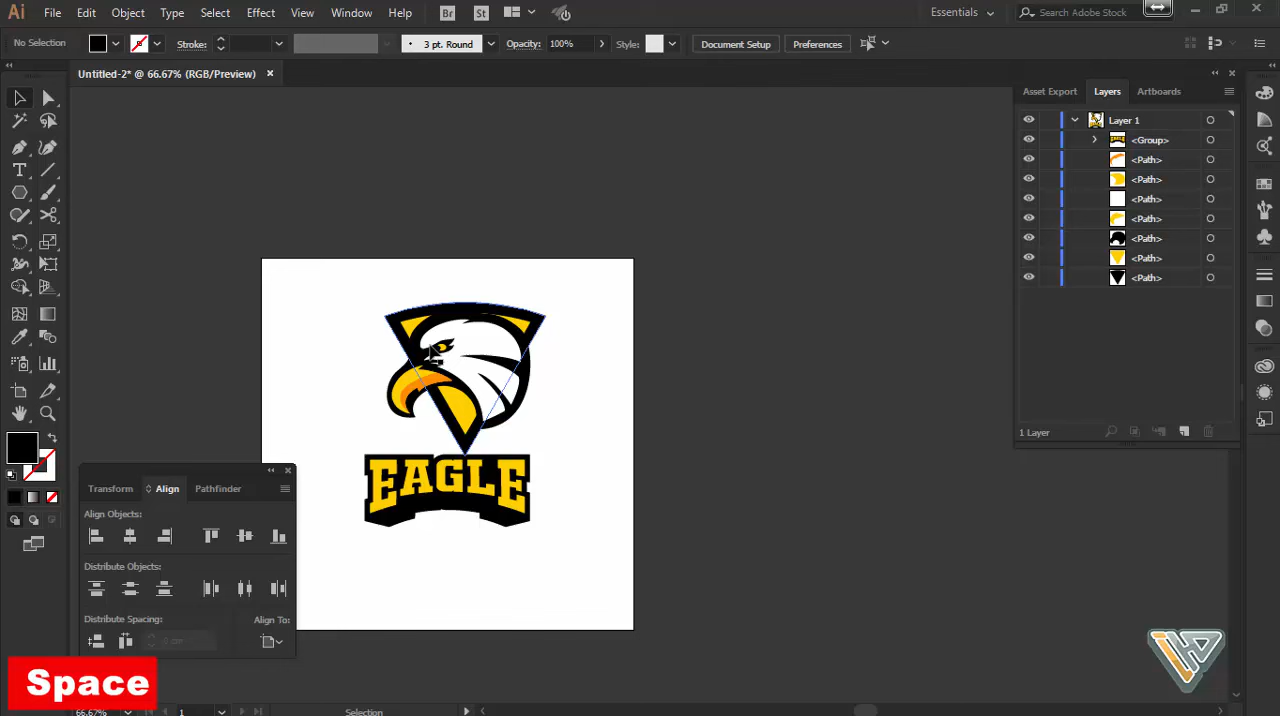 Ai File Edit Object Type Select Effect View Window Help Br St Essentials Search Adobe Stock
No Selection Stroke: 3 pt. Round Opacity: 100% Style: Document Setup Preferences
Untitled-2* @ 66.67% (RGB/Preview)
Asset Export Layers Artboards
Layer 1
<Group>
<Path>
<Path>
<Path>
<Path>
<Path>
<Path>
<Path>
1 Layer
EAGLE
Transform Align Pathfinder
Align Objects:
Distribute Objects:
Distribute Spacing: Align To:
Space
66.67% 1 Selection